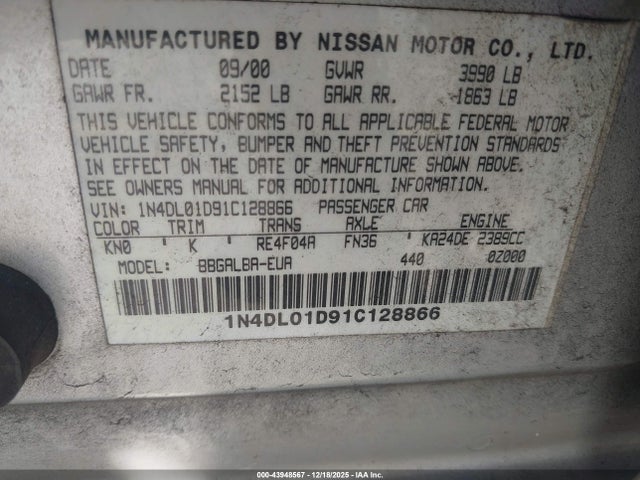 MANUFACTURED BY NISSAN MOTOR CO., LTD.
DATE 09/00 GVWR 3990 LB
GAWR FR. 2152 LB GAWR RR. 1863 LB
THIS VEHICLE CONFORMS TO ALL APPLICABLE FEDERAL MOTOR
VEHICLE SAFETY, BUMPER AND THEFT PREVENTION STANDARDS
IN EFFECT ON THE DATE OF MANUFACTURE SHOWN ABOVE.
SEE OWNERS MANUAL FOR ADDITIONAL INFORMATION.
VIN: 1N4DL01D91C128866 PASSENGER CAR
COLOR TRIM TRANS AXLE ENGINE
KN0 K RE4F04A FN36 KA24DE 2389CC
MODEL: BBGALBA-EUA 440 0Z000
1N4DL01D91C128866
000-43948567 - 12/18/2025 - IAA Inc.